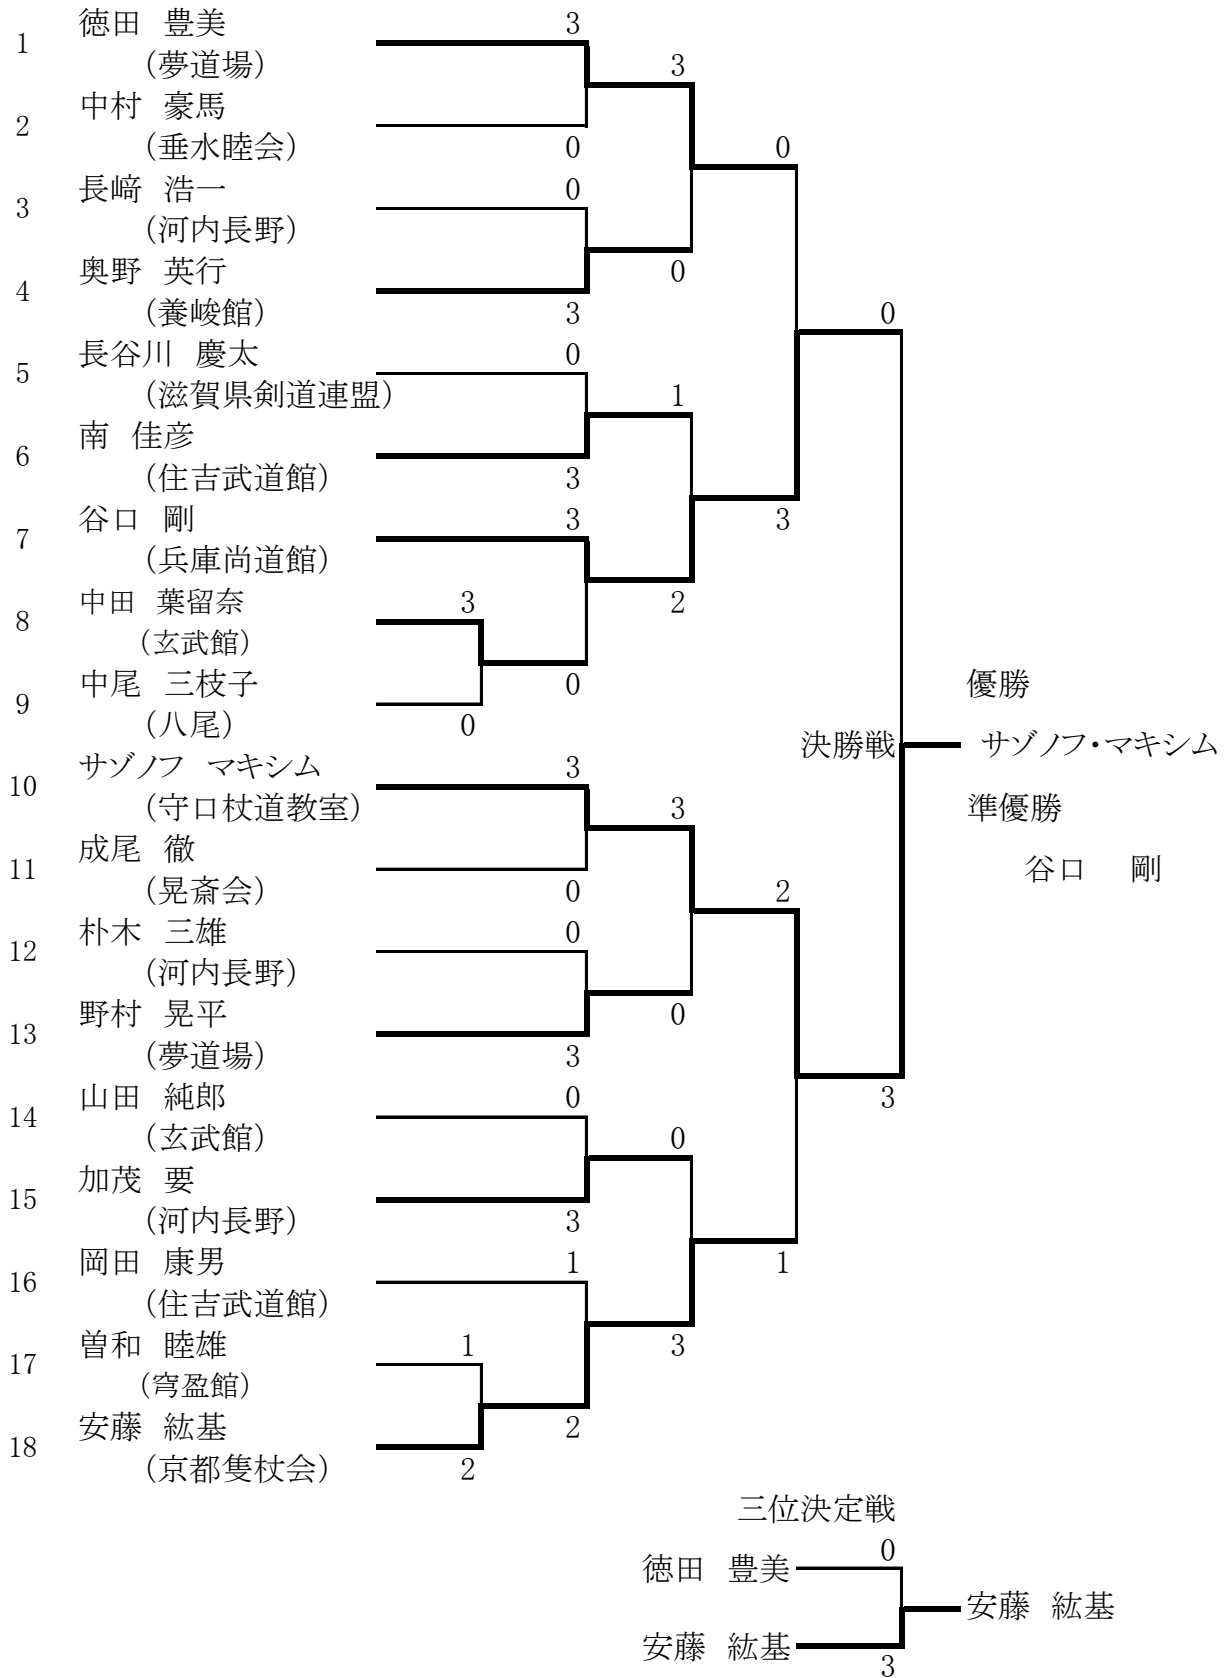 徳田 豊美
3
1
(夢道場)
3
中村 豪馬
2
(垂水睦会)
0
0
長﨑 浩一
0
3
(河内長野)
奥野 英行
0
4
(養峻館)
3
0
長谷川 慶太
0
5
(滋賀県剣道連盟)
1
南 佳彦
6
(住吉武道館)
3
谷口 剛
3
3
7
(兵庫尚道館)
中田 葉留奈
3
2
8
(玄武館)
中尾 三枝子
0
優勝
9
(八尾)
0
決勝戦
サゾノフ・マキシム
サゾノフ マキシム
3
10
(守口杖道教室)
3
準優勝
成尾 徹
谷口 剛
11
(晃斎会)
0
2
朴木 三雄
0
12
(河内長野)
野村 晃平
0
13
(夢道場)
3
山田 純郎
0
3
14
(玄武館)
0
加茂 要
15
(河内長野)
3
岡田 康男
1
1
16
(住吉武道館)
曽和 睦雄
1
3
17
(穹盈館)
安藤 紘基
2
18
(京都隻杖会)
2
三位決定戦
0
徳田 豊美
安藤 紘基
安藤 紘基
3